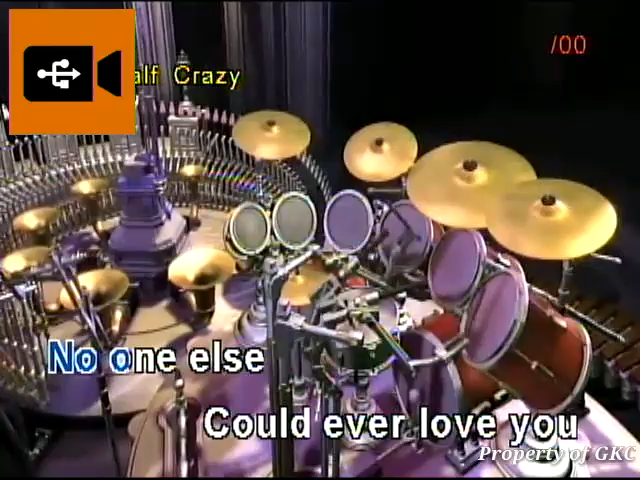 /00
alf Crazy
No one else
Could ever love you
Property of GKC